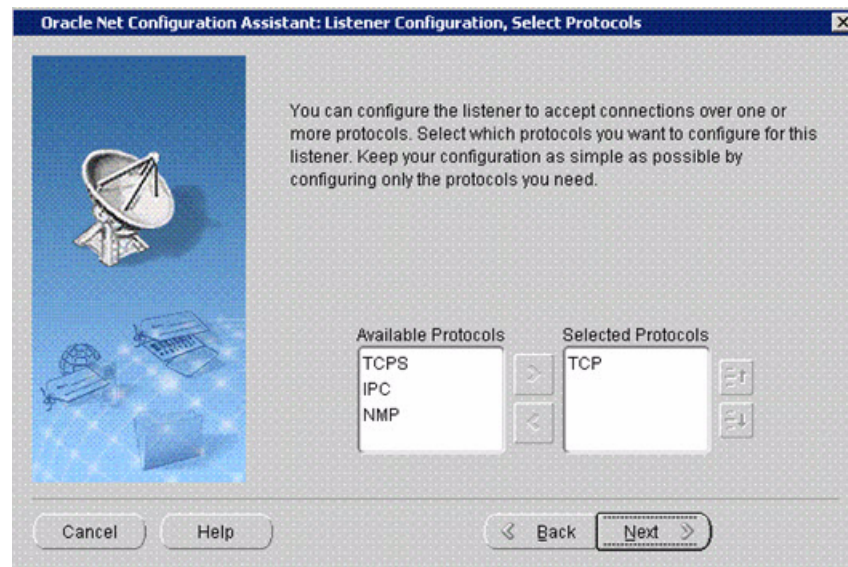 Oracle Net Configuration Assistant: Listener Configuration, Select Protocols
You can configure the listener to accept connections over one or
more protocols. Select which protocols you want to configure for this
listener. Keep your configuration as simple as possible by
configuring only the protocols you need.
Available Protocols
TCPS
IPC
NMP
Selected Protocols
TCP
Cancel
Help
Back
Next